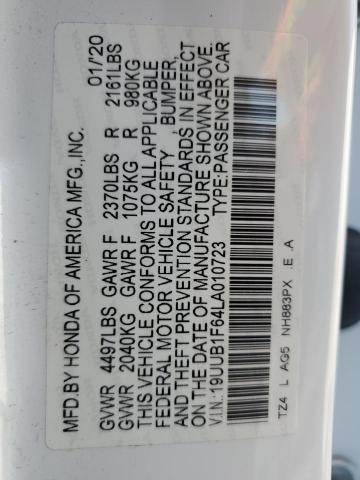 MFD.BY HONDA OF AMERICA MFG.,INC. 01/'20
GVWR 4497LBS GAWR F 2370LBS R 2161LBS
GVWR 2040KG GAWR F 1075KG R 980KG
THIS VEHICLE CONFORMS TO ALL APPLICABLE
FEDERAL MOTOR VEHICLE SAFETY , BUMPER,
AND THEFT PREVENTION STANDARDS IN EFFECT
ON THE DATE OF MANUFACTURE SHOWN ABOVE.
V.I.N.:19UUB1F64LA010723 TYPE:PASSENGER CAR
TZ4 L AG5 NH883PX .E .A